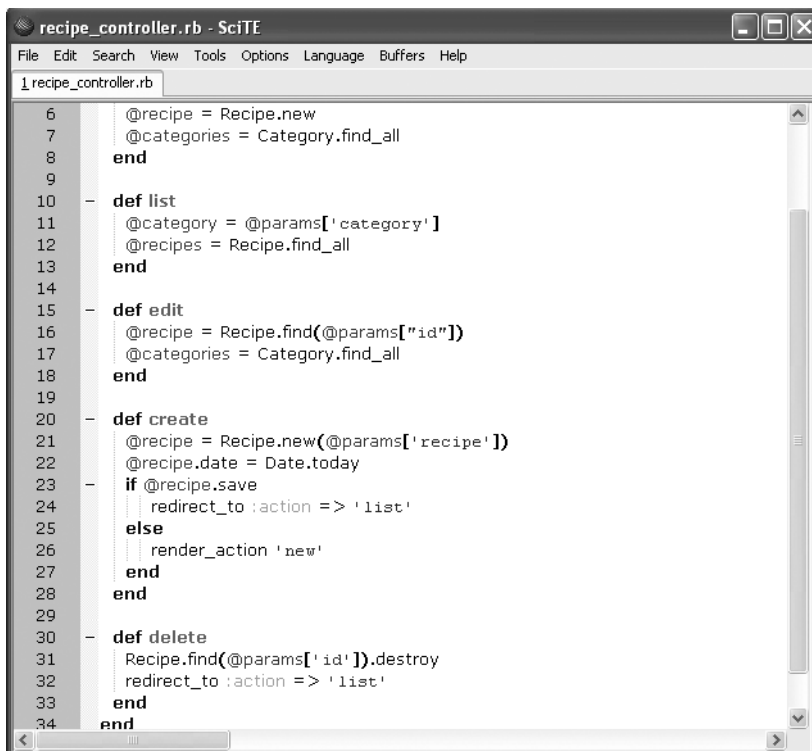 recipe_controller.rb - SciTE
File Edit Search View Tools Options Language Buffers Help
1 recipe_controller.rb
6 @recipe = Recipe.new
7 @categories = Category.find_all
8 end
9
10 - def list
11 @category = @params['category']
12 @recipes = Recipe.find_all
13 end
14
15 - def edit
16 @recipe = Recipe.find(@params["id"])
17 @categories = Category.find_all
18 end
19
20 - def create
21 @recipe = Recipe.new(@params['recipe'])
22 @recipe.date = Date.today
23 - if @recipe.save
24 redirect_to :action => 'list'
25 else
26 render_action 'new'
27 end
28 end
29
30 - def delete
31 Recipe.find(@params['id']).destroy
32 redirect_to :action => 'list'
33 end
34 end